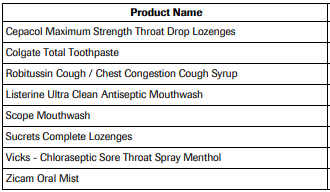 Product Name
Cepacol Maximum Strength Throat Drop Lozenges
Colgate Total Toothpaste
Robitussin Cough / Chest Congestion Cough Syrup
Listerine Ultra Clean Antiseptic Mouthwash
Scope Mouthwash
Sucrets Complete Lozenges
Vicks - Chloraseptic Sore Throat Spray Menthol
Zicam Oral Mist